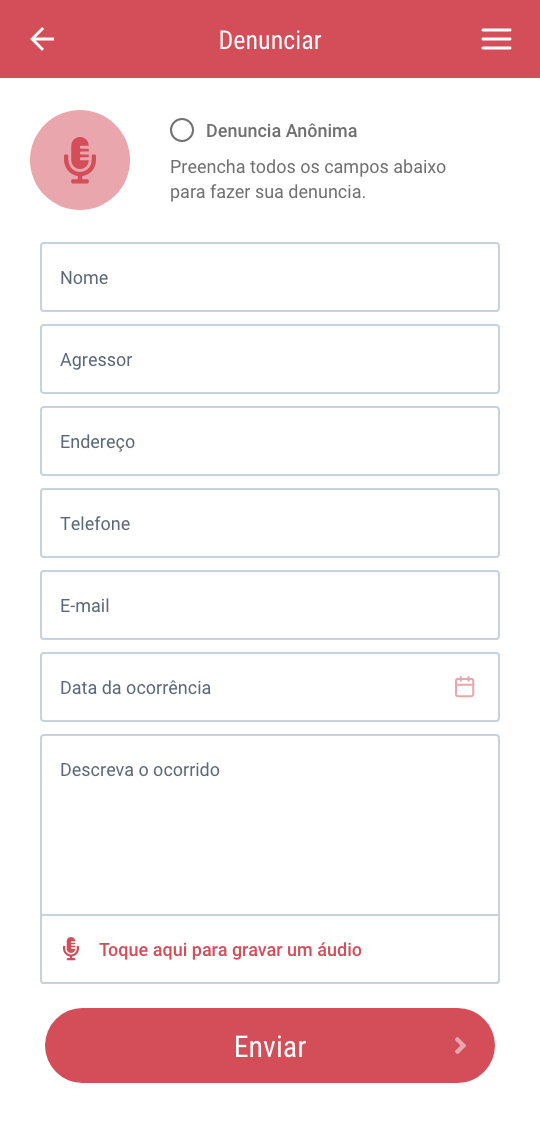 Denunciar
Denuncia Anônima
Preencha todos os campos abaixo
para fazer sua denuncia.
Nome
Agressor
Endereço
Telefone
E-mail
Data da ocorrência
Descreva o ocorrido
Toque aqui para gravar um áudio
Enviar